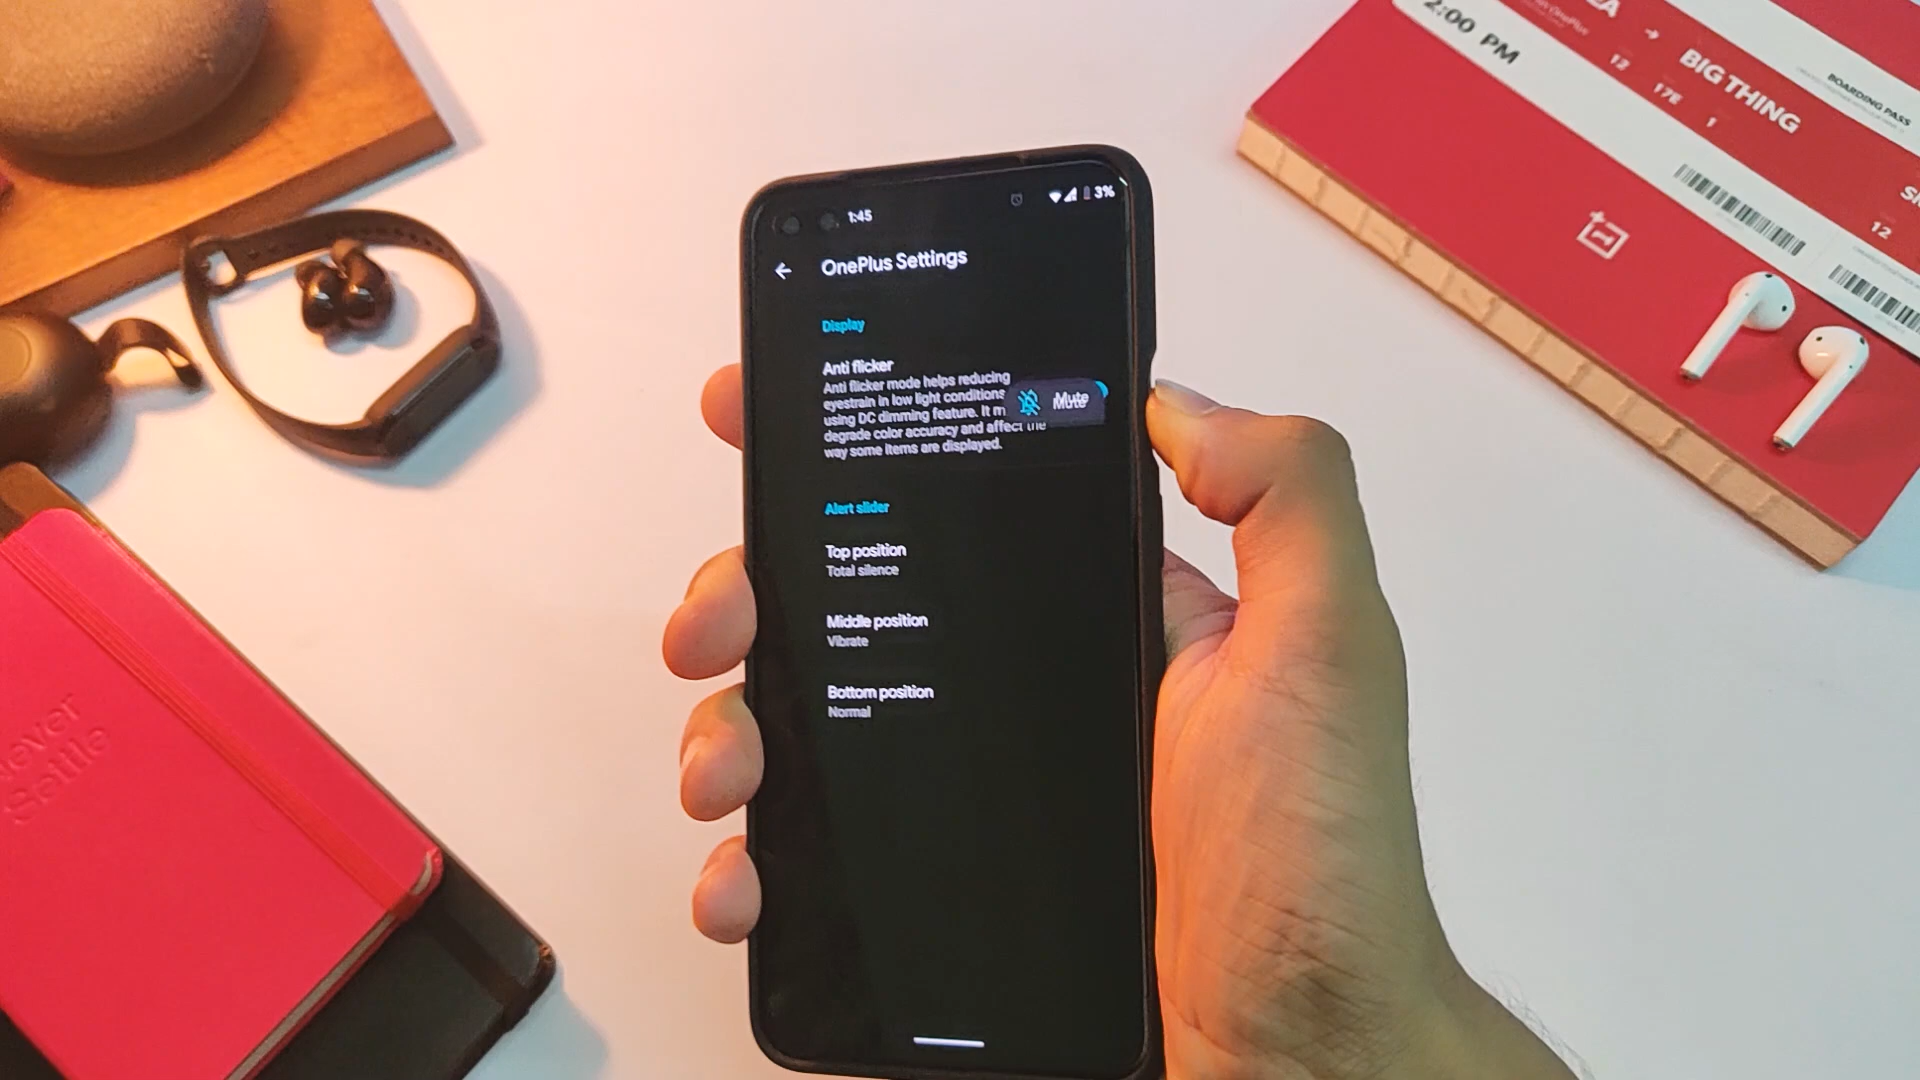 1:45
3%
OnePlus Settings
Display
Anti flicker
Anti flicker mode helps reducing
eyestrain in low light conditions
using DC dimming feature. It m
degrade color accuracy and affect the
way some items are displayed.
Mute
Alert slider
Top position
Total silence
Middle position
Vibrate
Bottom position
Normal
2:00 PM
→
BIG THING
12
17E
1
BOARDING PASS
12
Never
Settle